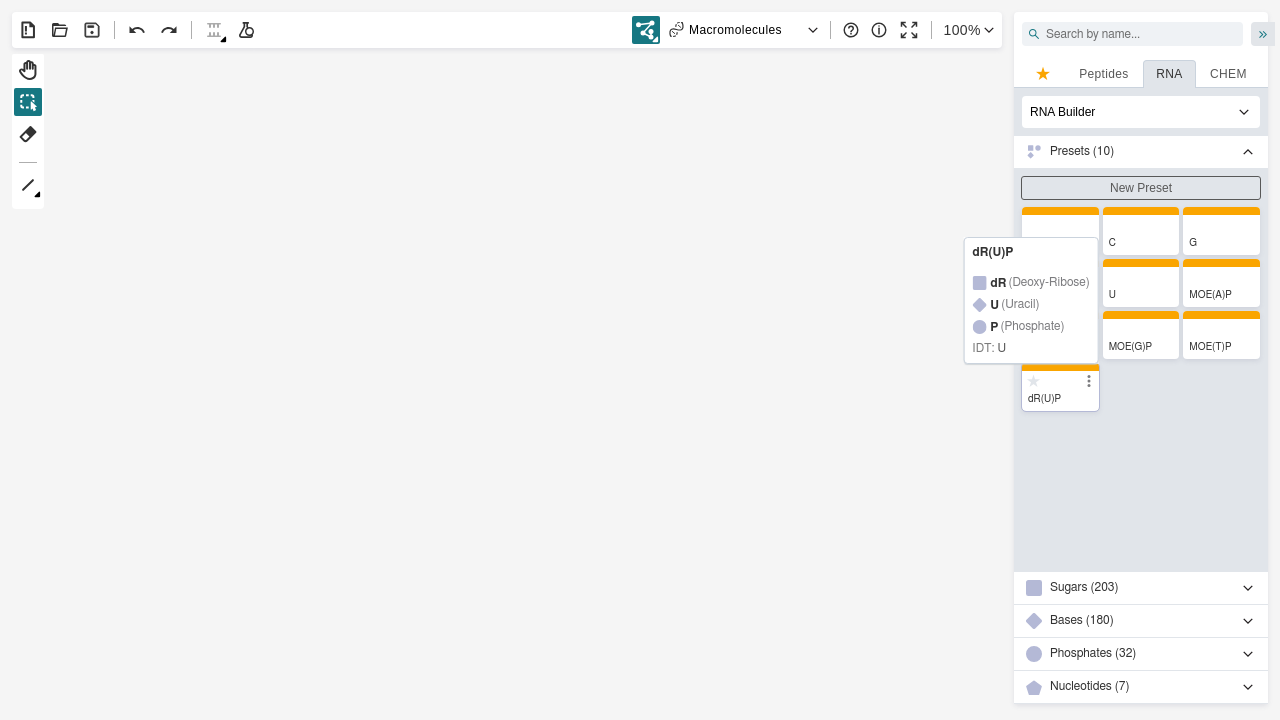 Macromolecules
100%
Search by name...
Peptides
RNA
CHEM
RNA Builder
Presets (10)
New Preset
C
G
U
MOE(A)P
MOE(G)P
MOE(T)P
dR(U)P
dR(U)P
dR (Deoxy-Ribose)
U (Uracil)
P (Phosphate)
IDT: U
Sugars (203)
Bases (180)
Phosphates (32)
Nucleotides (7)